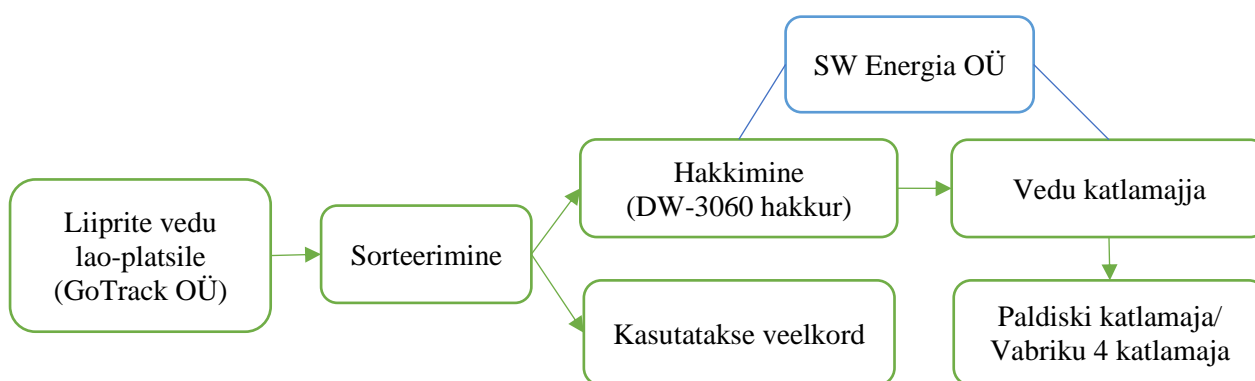 SW Energia OÜ
Liiprite vedu
lao-platsile
(GoTrack OÜ)
Sorteerimine
Hakkimine
(DW-3060 hakkur)
Vedu katlamajja
Kasutatakse veelkord
Paldiski katlamaja/
Vabriku 4 katlamaja